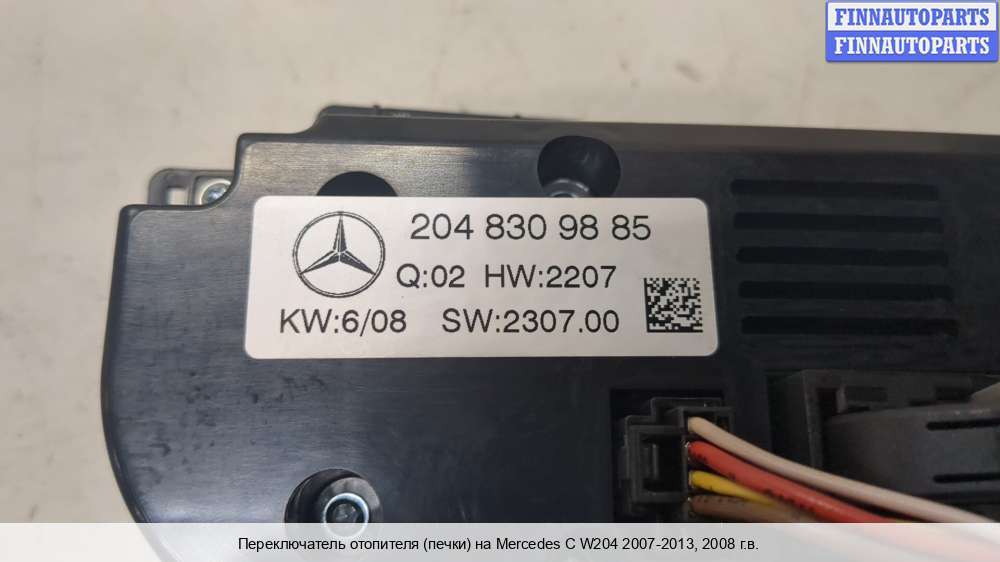 FINNAUTOPARTS
FINNAUTOPARTS
204 830 98 85
Q:02 HW:2207
KW:6/08 SW:2307.00
Переключатель отопителя (печки) на Mercedes C W204 2007-2013, 2008 г.в.